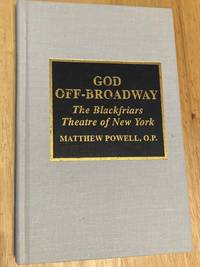 GOD
OFF-BROADWAY
The Blackfriars
Theatre of New York
MATTHEW POWELL, O.P.